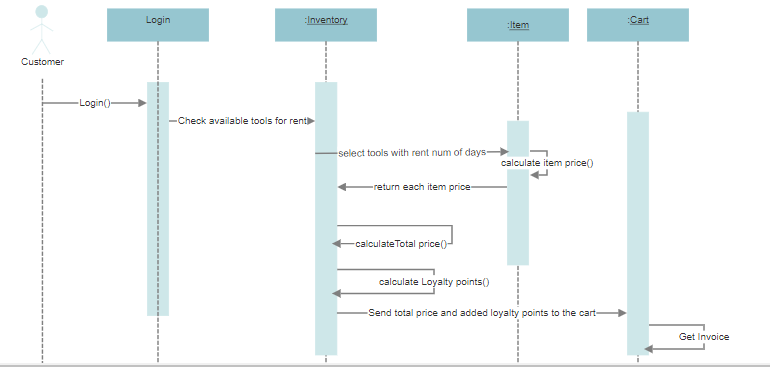 Login
:Inventory
:Item
:Cart
Customer
Login()
Check available tools for rent
select tools with rent num of days
calculate item price()
return each item price
calculateTotal price()
calculate Loyalty points()
Send total price and added loyalty points to the cart
Get Invoice